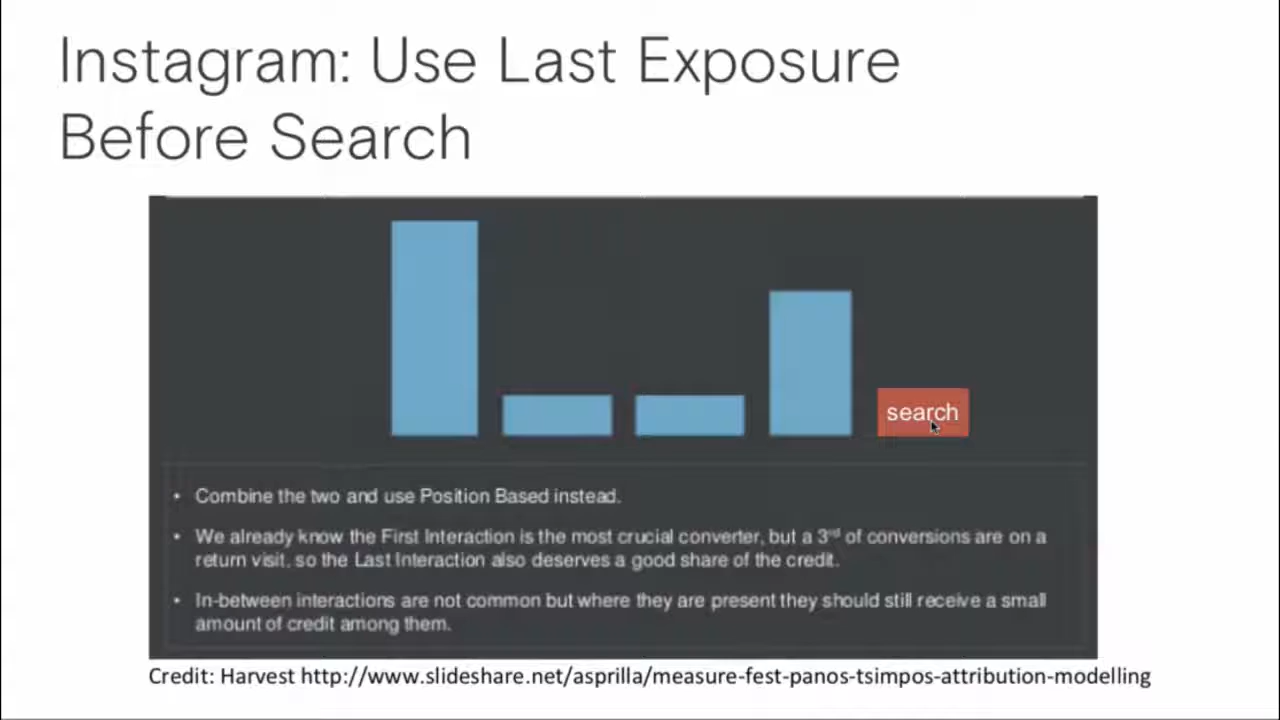 Instagram: Use Last Exposure
Before Search
search
• Combine the two and use Position Based instead.
• We already know the First Interaction is the most crucial converter, but a 3rd of conversions are on a
return visit, so the Last Interaction also deserves a good share of the credit.
• In-between interactions are not common but where they are present they should still receive a small
amount of credit among them.
Credit: Harvest http://www.slideshare.net/asprilla/measure-fest-panos-tsimpos-attribution-modelling